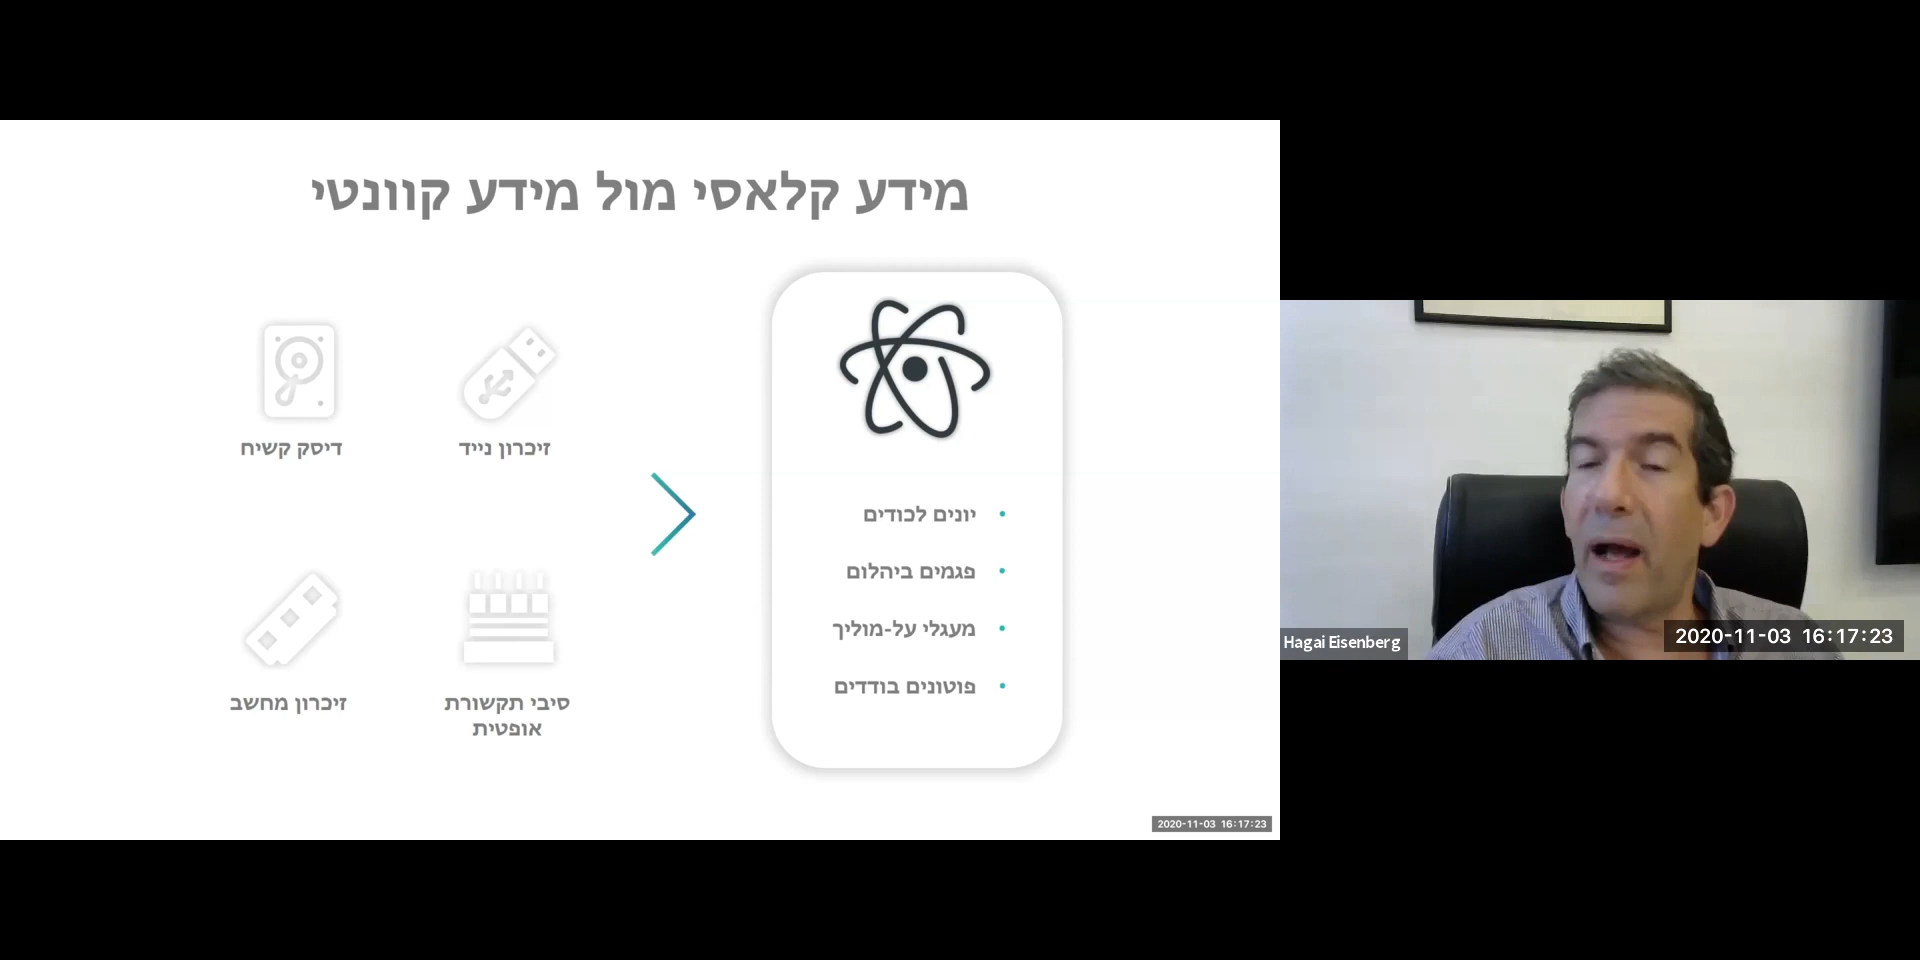 מידע קלאסי מול מידע קוונטי
דיסק קשיח
זיכרון נייד
זיכרון מחשב
סיבי תקשורת
אופטית
• יונים לכודים
• פגמים ביהלום
• מעגלי על-מוליך
• פוטונים בודדים
2020-11-03 16:17:23
Hagai Eisenberg
2020-11-03 16:17:23